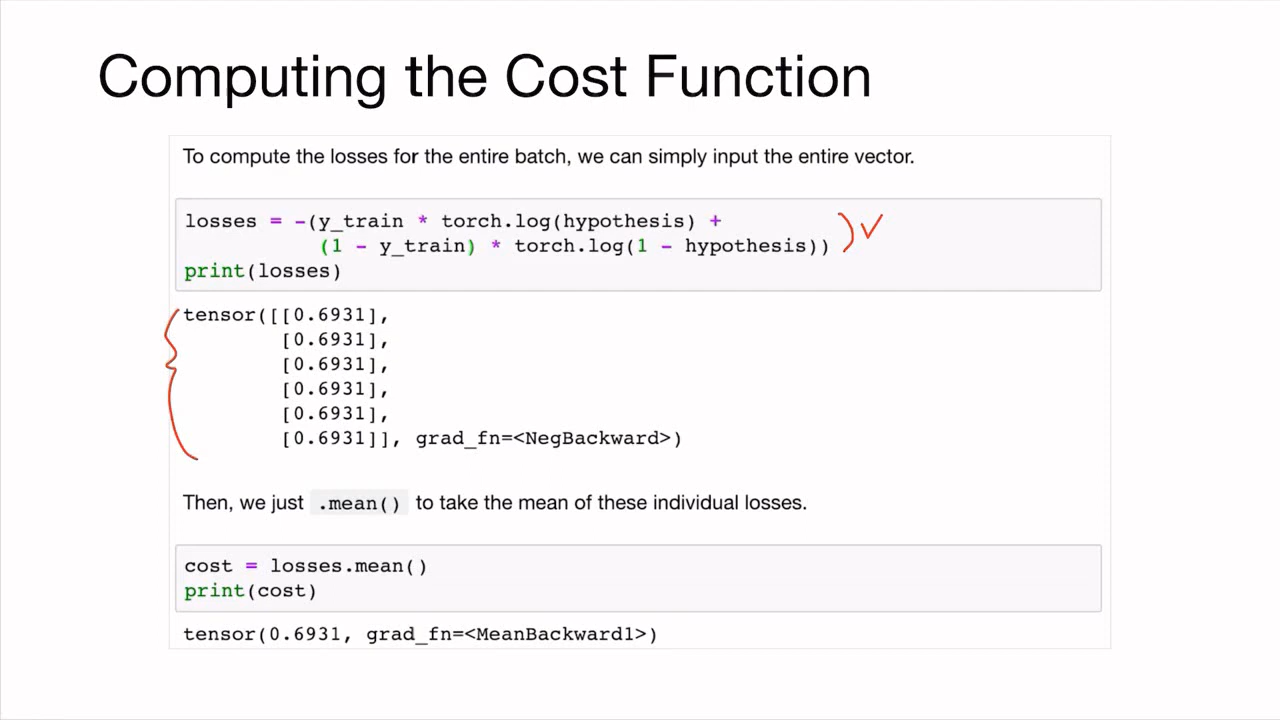 Computing the Cost Function
To compute the losses for the entire batch, we can simply input the entire vector.
losses = -(y_train * torch.log(hypothesis) +
(1 - y_train) * torch.log(1 - hypothesis))
print(losses)
tensor([[0.6931],
[0.6931],
[0.6931],
[0.6931],
[0.6931],
[0.6931]], grad_fn=<NegBackward>)
Then, we just .mean() to take the mean of these individual losses.
cost = losses.mean()
print(cost)
tensor(0.6931, grad_fn=<MeanBackward1>)